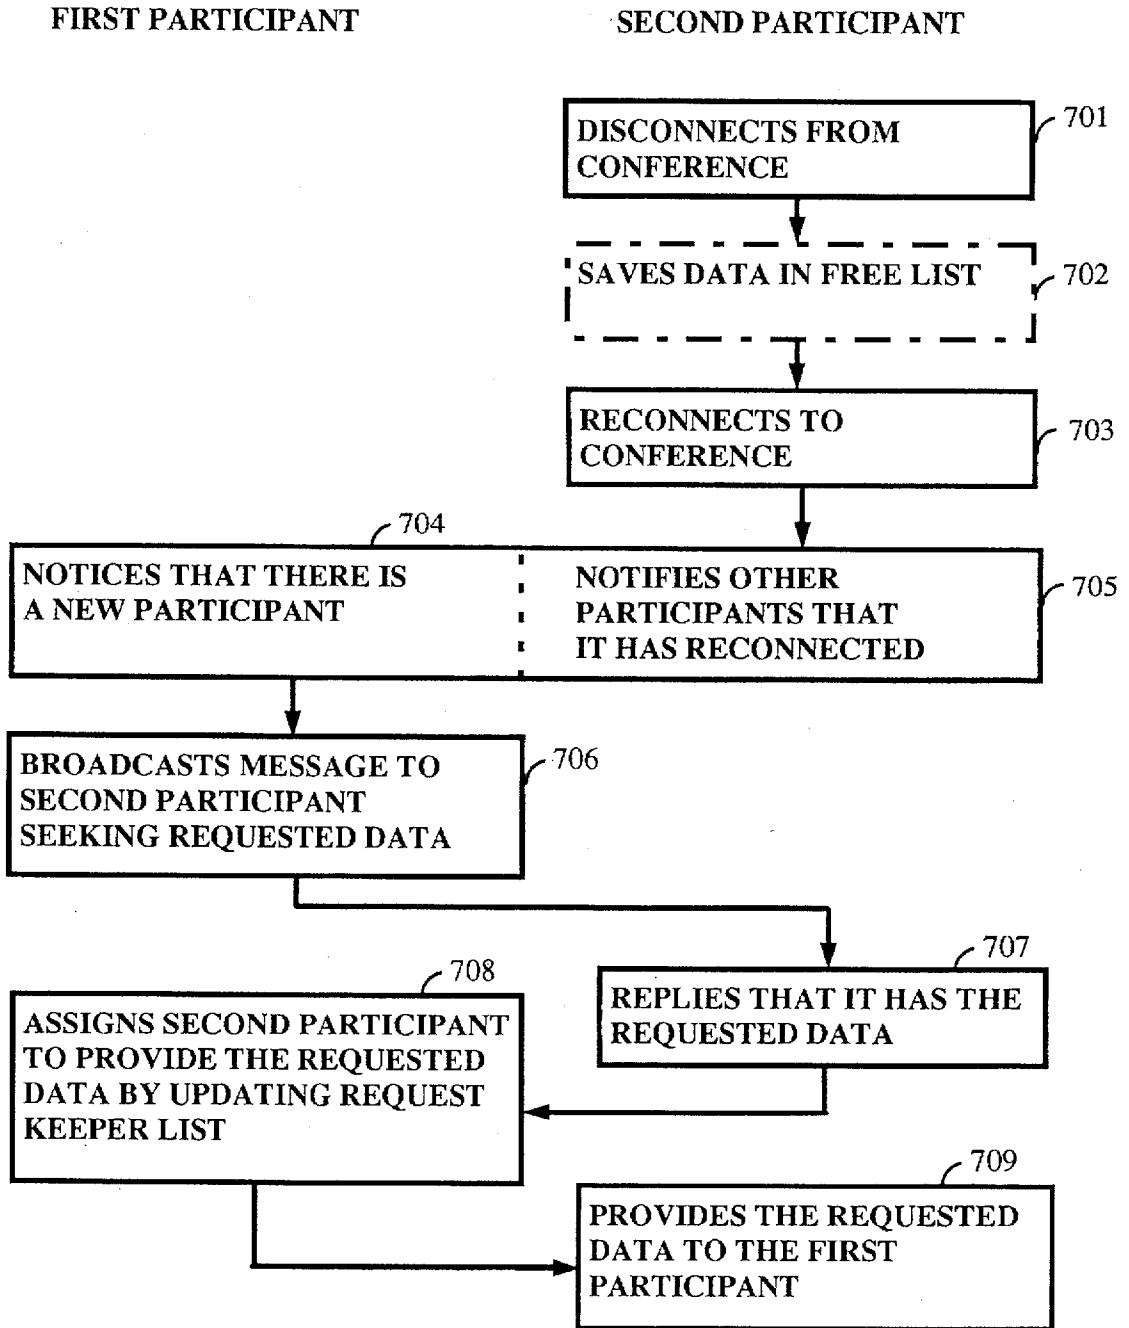 FIRST PARTICIPANT
SECOND PARTICIPANT
701
DISCONNECTS FROM
CONFERENCE
702
SAVES DATA IN FREE LIST
703
RECONNECTS TO
CONFERENCE
704
NOTICES THAT THERE IS
A NEW PARTICIPANT
705
NOTIFIES OTHER
PARTICIPANTS THAT
IT HAS RECONNECTED
706
BROADCASTS MESSAGE TO
SECOND PARTICIPANT
SEEKING REQUESTED DATA
707
REPLIES THAT IT HAS THE
REQUESTED DATA
708
ASSIGNS SECOND PARTICIPANT
TO PROVIDE THE REQUESTED
DATA BY UPDATING REQUEST
KEEPER LIST
709
PROVIDES THE REQUESTED
DATA TO THE FIRST
PARTICIPANT